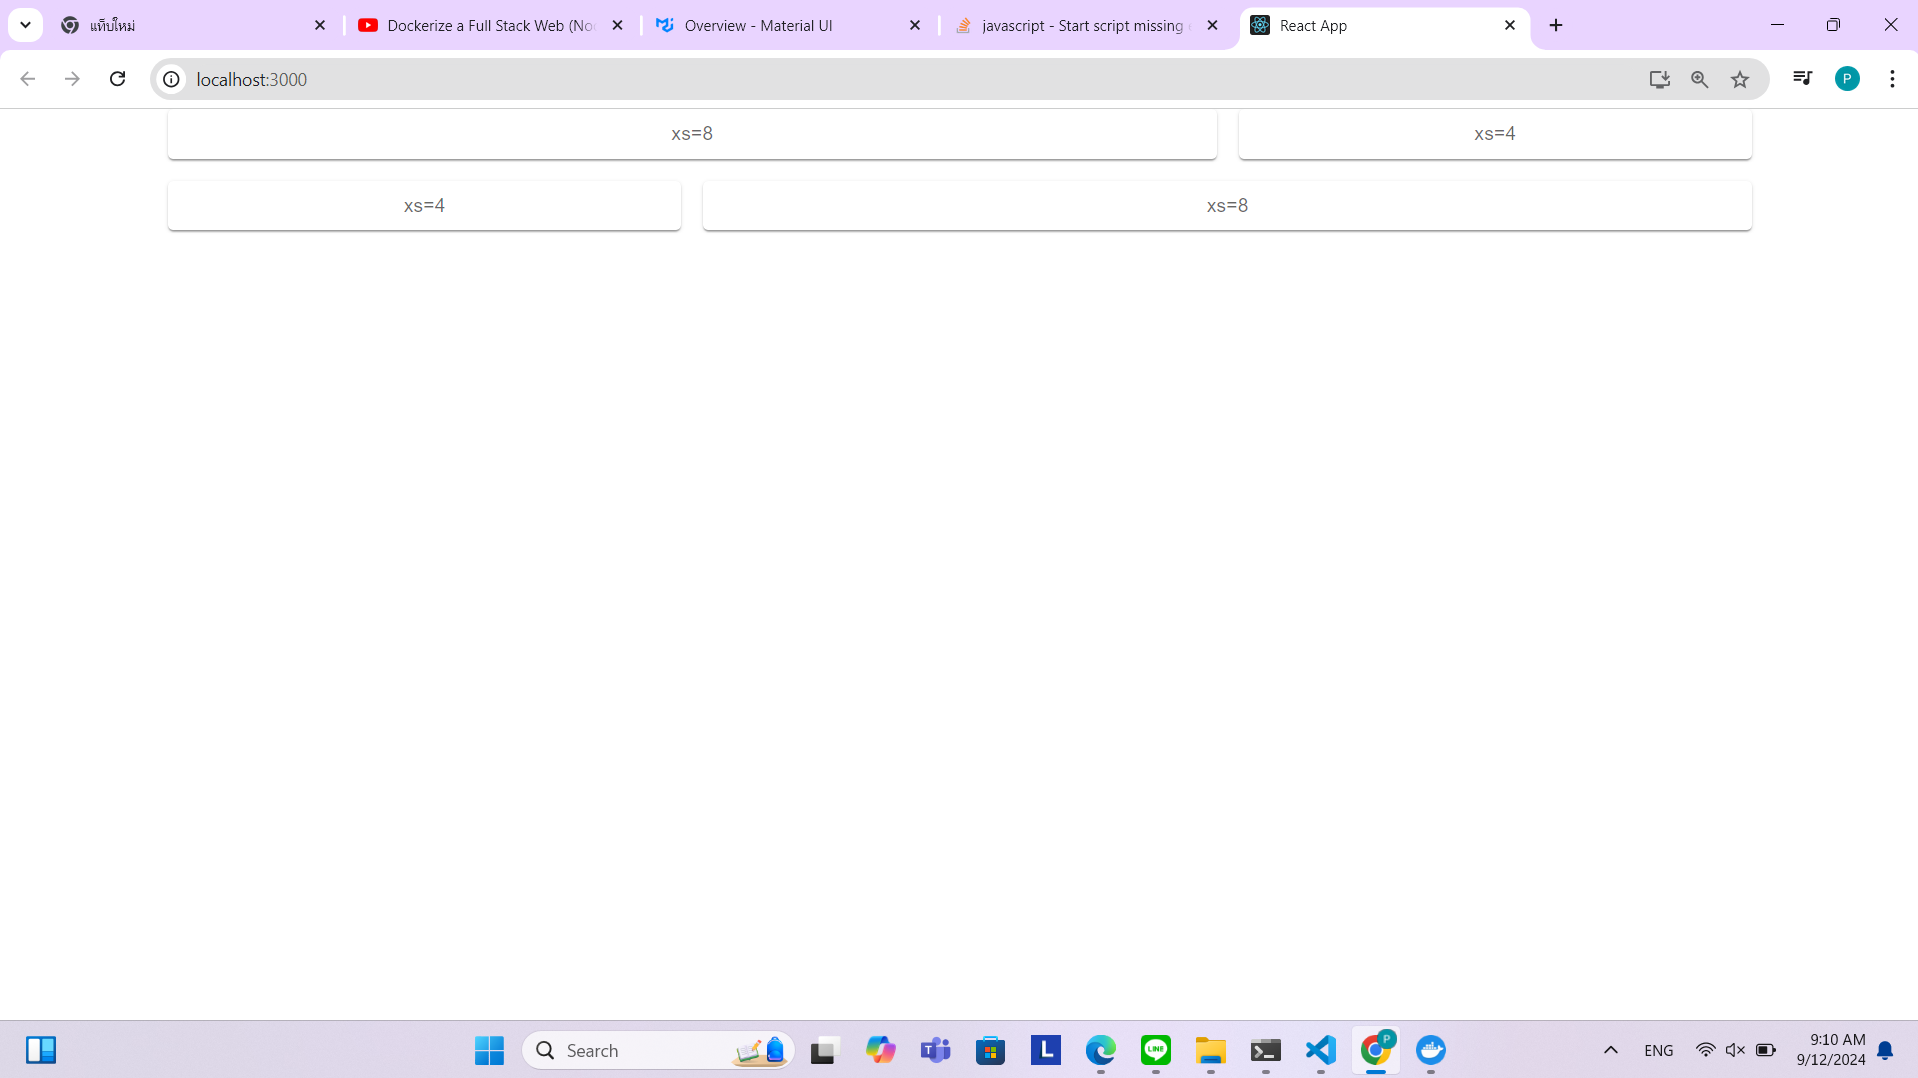 แท็บใหม่
Dockerize a Full Stack Web (No
Overview - Material UI
javascript - Start script missing
React App
localhost:3000
P
xs=8
xs=4
xs=4
xs=8
Search
T
L
LINE
P
ENG
9:10 AM
9/12/2024